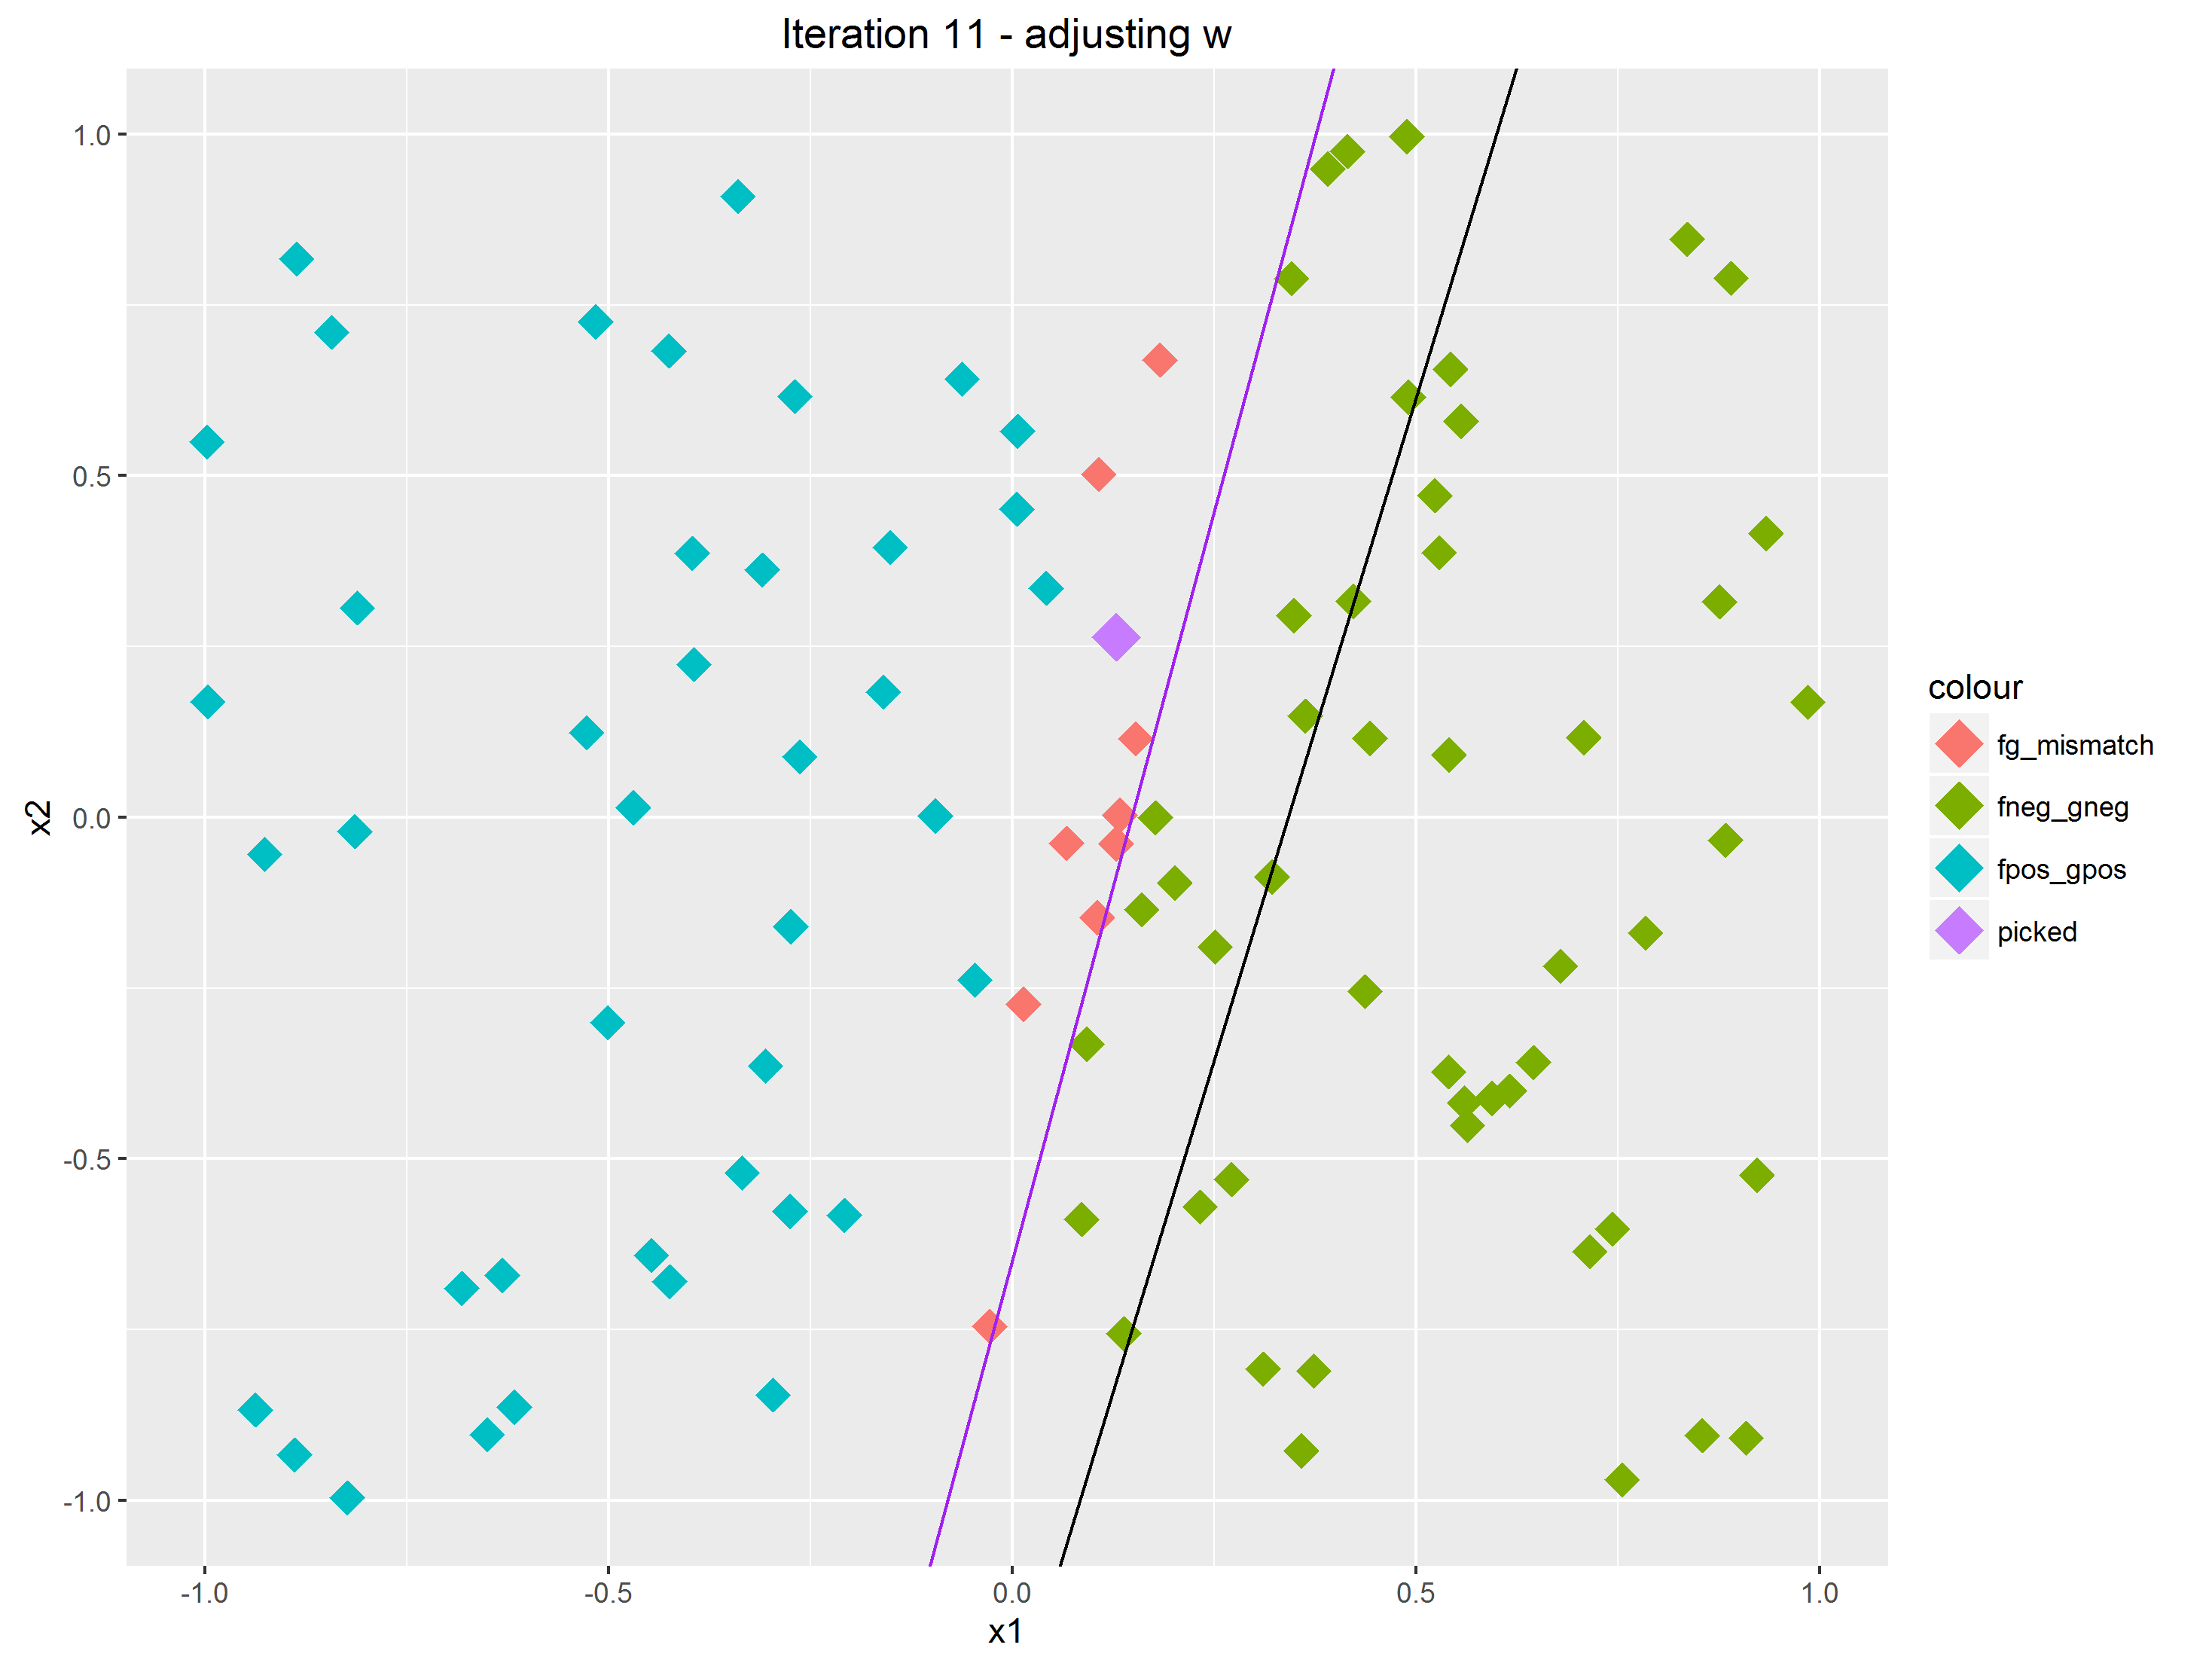 Iteration 11 - adjusting w
1.0
0.5
0.0
-0.5
-1.0
x2
-1.0 -0.5 0.0 0.5 1.0
x1
colour
fg_mismatch
fneg_gneg
fpos_gpos
picked